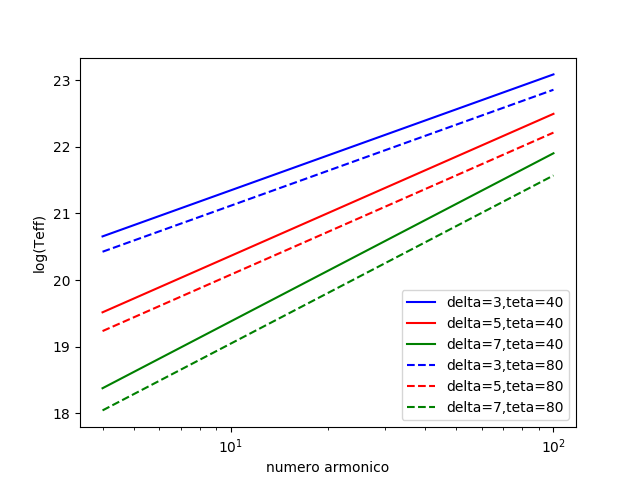 23
22
21
20
19
18
log(Teff)
delta=3,teta=40
delta=5,teta=40
delta=7,teta=40
delta=3,teta=80
delta=5,teta=80
delta=7,teta=80
10¹ 10²
numero armonico